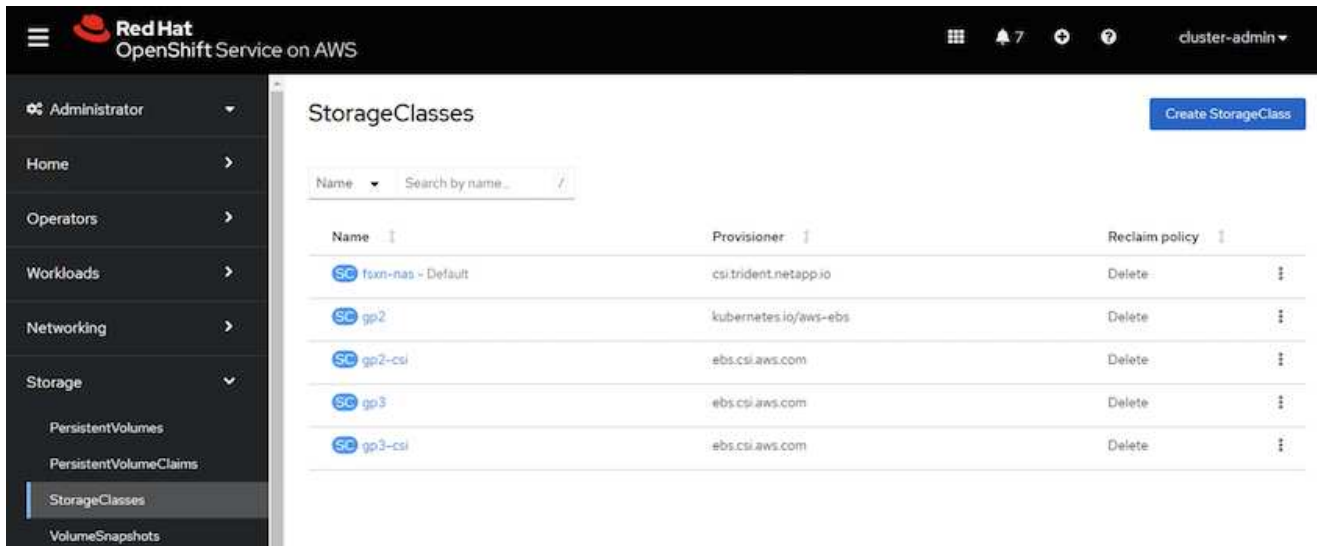 Red Hat
OpenShift Service on AWS
7
cluster-admin
Administrator
Home
Operators
Workloads
Networking
Storage
PersistentVolumes
PersistentVolumeClaims
StorageClasses
VolumeSnapshots
StorageClasses
Create StorageClass
Name Search by name... /
Name Provisioner Reclaim policy
SC fsxn-nas - Default csi.trident.netapp.io Delete
SC gp2 kubernetes.io/aws-ebs Delete
SC gp2-csi ebs.csi.aws.com Delete
SC gp3 ebs.csi.aws.com Delete
SC gp3-csi ebs.csi.aws.com Delete